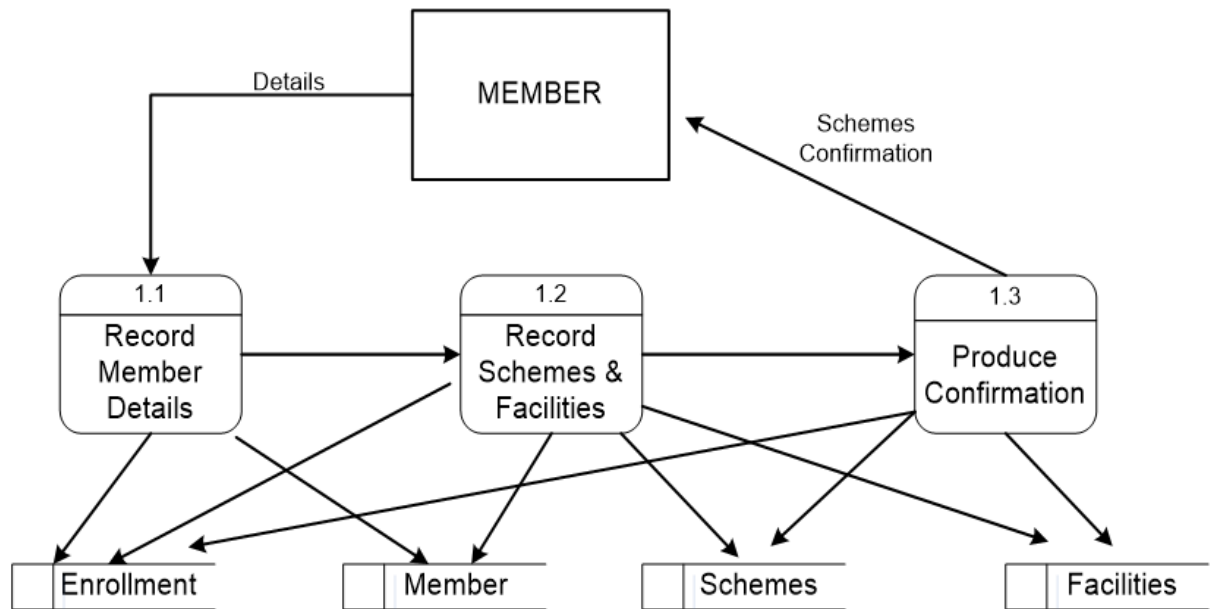 Details
MEMBER
Schemes
Confirmation
1.1
Record
Member
Details
1.2
Record
Schemes &
Facilities
1.3
Produce
Confirmation
Enrollment
Member
Schemes
Facilities